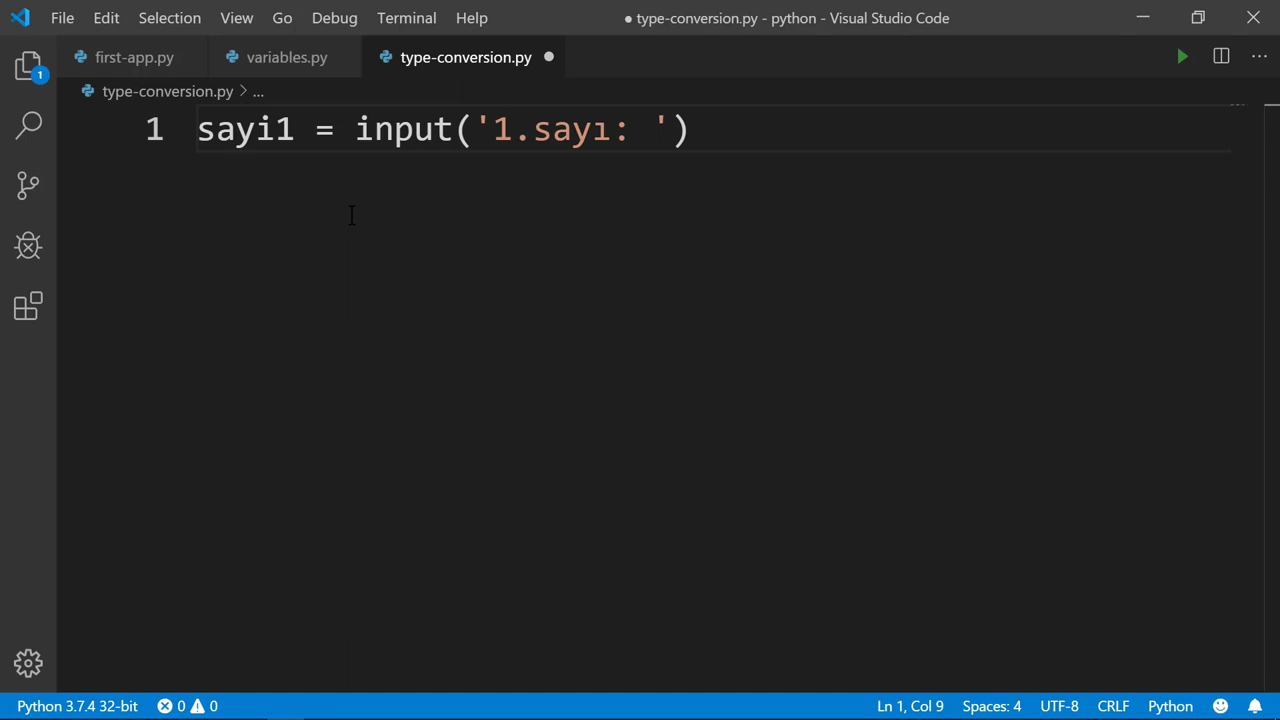 File Edit Selection View Go Debug Terminal Help ● type-conversion.py - python - Visual Studio Code
first-app.py variables.py type-conversion.py
type-conversion.py > ...
1 sayi1 = input('1.sayı: ')
1
Python 3.7.4 32-bit 0 0 Ln 1, Col 9 Spaces: 4 UTF-8 CRLF Python